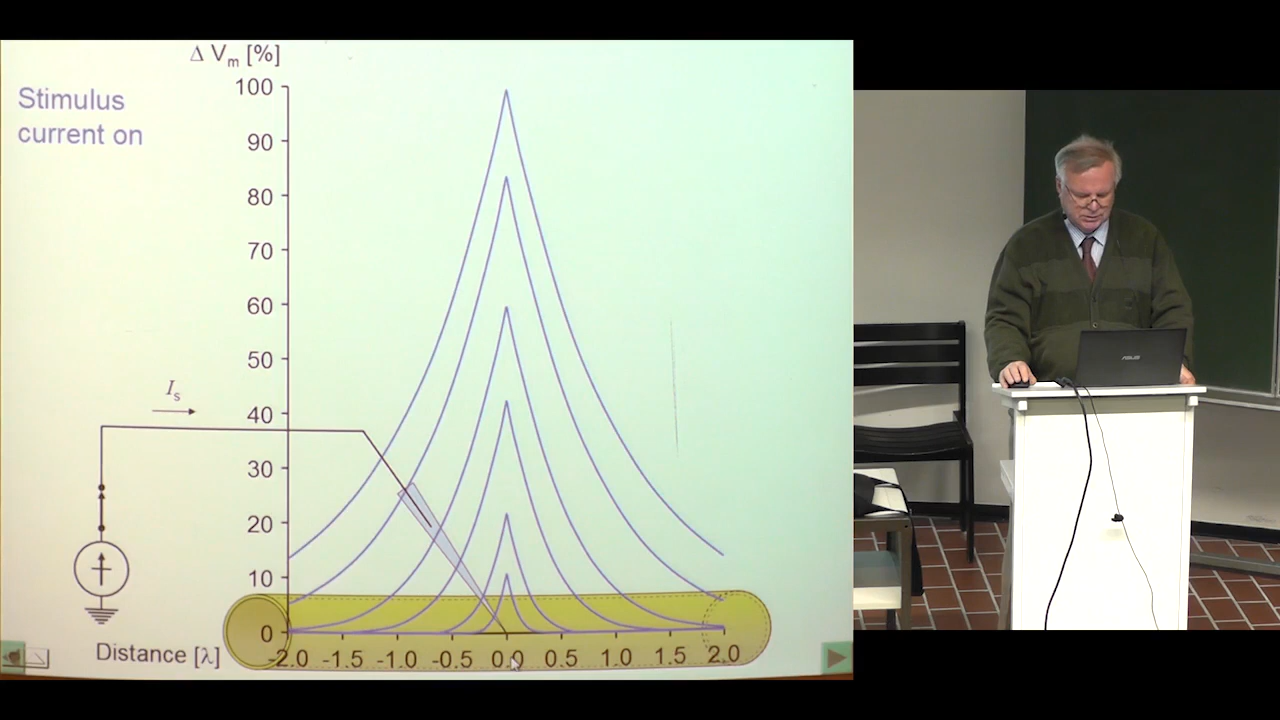 Δ Vm [%]
Stimulus
current on
100
90
80
70
60
50
40
30
20
10
0
Is
Distance [λ]
-2.0 -1.5 -1.0 -0.5 0.0 0.5 1.0 1.5 2.0
ASUS